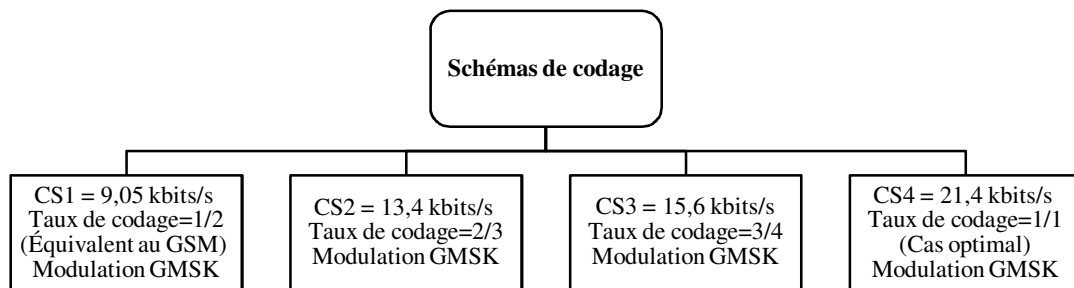 Schémas de codage
CS1 = 9,05 kbits/s
Taux de codage=1/2
(Équivalent au GSM)
Modulation GMSK
CS2 = 13,4 kbits/s
Taux de codage=2/3
Modulation GMSK
CS3 = 15,6 kbits/s
Taux de codage=3/4
Modulation GMSK
CS4 = 21,4 kbits/s
Taux de codage=1/1
(Cas optimal)
Modulation GMSK